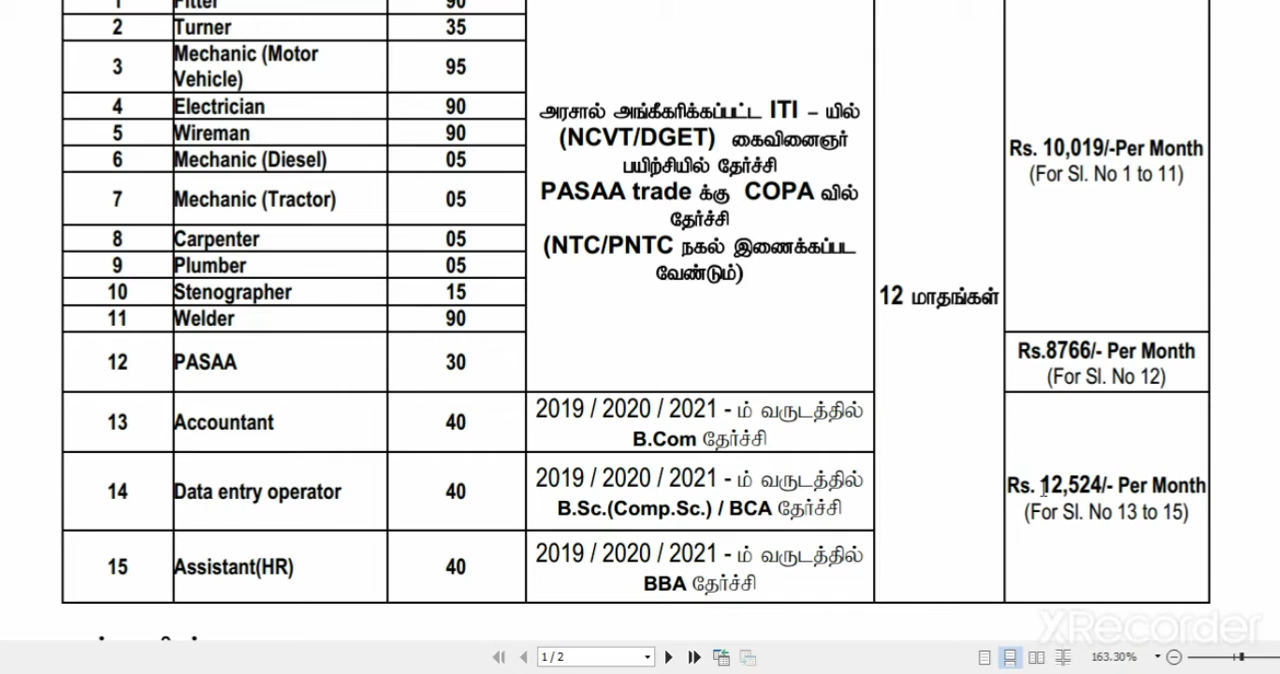 1 Fitter 90
2 Turner 35
3 Mechanic (Motor Vehicle) 95
4 Electrician 90
5 Wireman 90
6 Mechanic (Diesel) 05
7 Mechanic (Tractor) 05
8 Carpenter 05
9 Plumber 05
10 Stenographer 15
11 Welder 90
12 PASAA 30
அரசால் அங்கீகரிக்கப்பட்ட ITI – யில்
(NCVT/DGET) கைவினைஞர்
பயிற்சியில் தேர்ச்சி
PASAA trade க்கு COPA வில்
தேர்ச்சி
(NTC/PNTC நகல் இணைக்கப்பட
வேண்டும்)
13 Accountant 40
2019 / 2020 / 2021 - ம் வருடத்தில்
B.Com தேர்ச்சி
14 Data entry operator 40
2019 / 2020 / 2021 - ம் வருடத்தில்
B.Sc.(Comp.Sc.) / BCA தேர்ச்சி
15 Assistant(HR) 40
2019 / 2020 / 2021 - ம் வருடத்தில்
BBA தேர்ச்சி
12 மாதங்கள்
Rs. 10,019/-Per Month
(For Sl. No 1 to 11)
Rs.8766/- Per Month
(For Sl. No 12)
Rs. 12,524/- Per Month
(For Sl. No 13 to 15)
XRecorder
1 / 2
163.30%